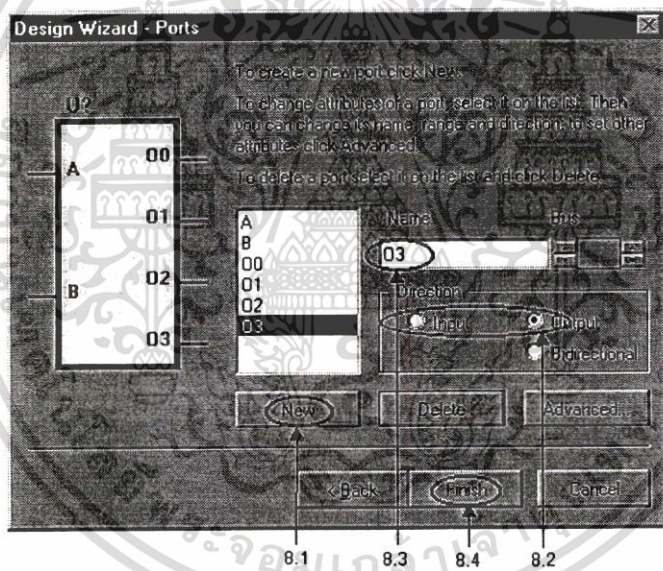 Design Wizard - Ports
To create a new port click New.
To change attributes of a port, select it on the list. Then
you can change its name, range and direction; to set other
attributes click Advanced.
To delete a port select it on the list and click Delete.
U?
A
B
O0
O1
O2
O3
A
B
O0
O1
O2
O3
Name:
Bus:
O3
Direction
Input
Output
Bidirectional
New
Delete
Advanced...
< Back
Finish
Cancel
8.1
8.3
8.4
8.2